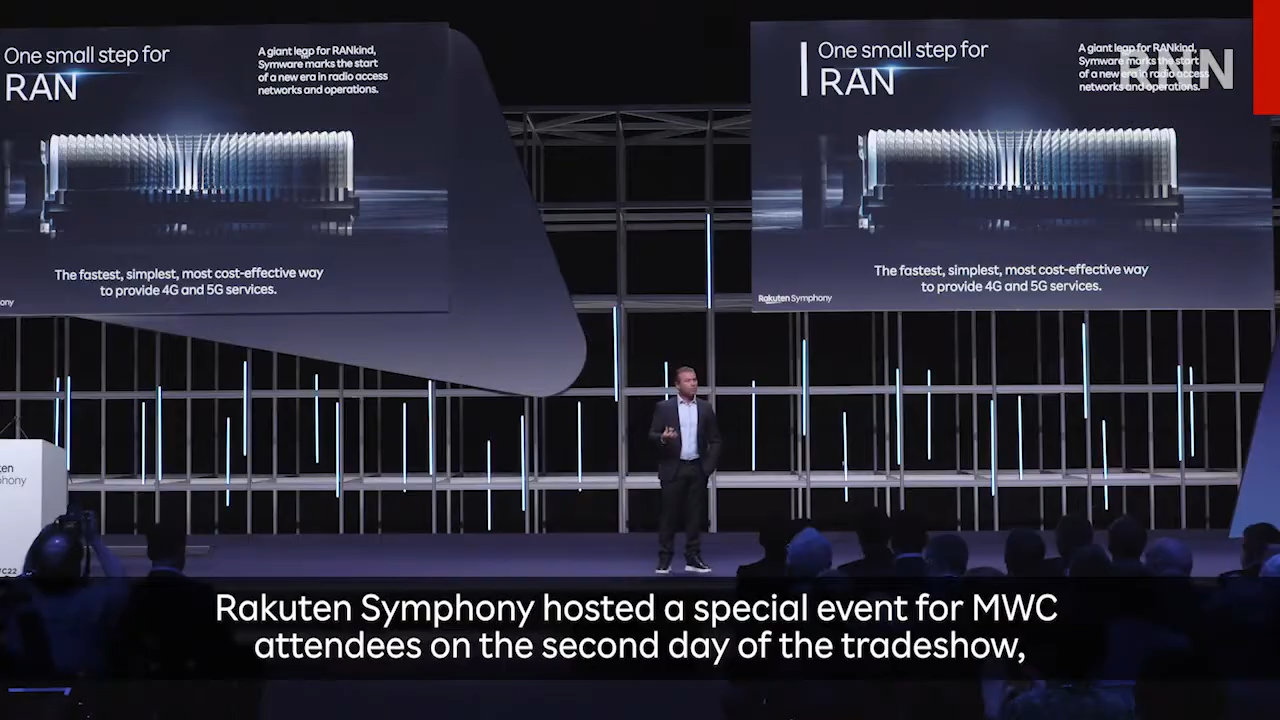 One small step for
RAN
A giant leap for RANkind,
Symware marks the start
of a new era in radio access
networks and operations.
The fastest, simplest, most cost-effective way
to provide 4G and 5G services.
One small step for
RAN
A giant leap for RANkind,
Symware marks the start
of a new era in radio access
networks and operations.
RNN
The fastest, simplest, most cost-effective way
to provide 4G and 5G services.
Rakuten Symphony
Rakuten Symphony hosted a special event for MWC
attendees on the second day of the tradeshow,